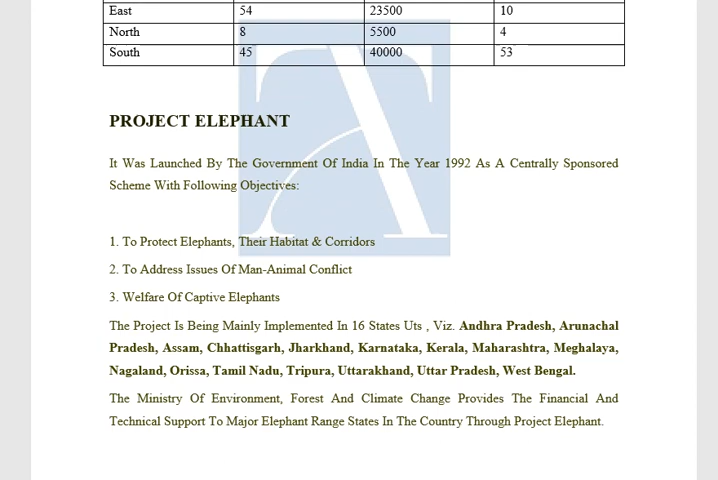 East 54 23500 10
North 8 5500 4
South 45 40000 53
PROJECT ELEPHANT
It Was Launched By The Government Of India In The Year 1992 As A Centrally Sponsored
Scheme With Following Objectives:
1. To Protect Elephants, Their Habitat & Corridors
2. To Address Issues Of Man-Animal Conflict
3. Welfare Of Captive Elephants
The Project Is Being Mainly Implemented In 16 States Uts , Viz. Andhra Pradesh, Arunachal
Pradesh, Assam, Chhattisgarh, Jharkhand, Karnataka, Kerala, Maharashtra, Meghalaya,
Nagaland, Orissa, Tamil Nadu, Tripura, Uttarakhand, Uttar Pradesh, West Bengal.
The Ministry Of Environment, Forest And Climate Change Provides The Financial And
Technical Support To Major Elephant Range States In The Country Through Project Elephant.